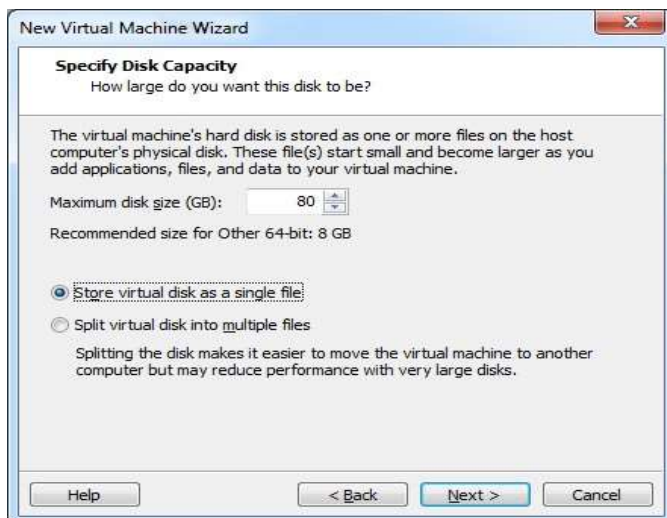 New Virtual Machine Wizard
Specify Disk Capacity
How large do you want this disk to be?
The virtual machine's hard disk is stored as one or more files on the host
computer's physical disk. These file(s) start small and become larger as you
add applications, files, and data to your virtual machine.
Maximum disk size (GB): 80
Recommended size for Other 64-bit: 8 GB
Store virtual disk as a single file
Split virtual disk into multiple files
Splitting the disk makes it easier to move the virtual machine to another
computer but may reduce performance with very large disks.
Help < Back Next > Cancel